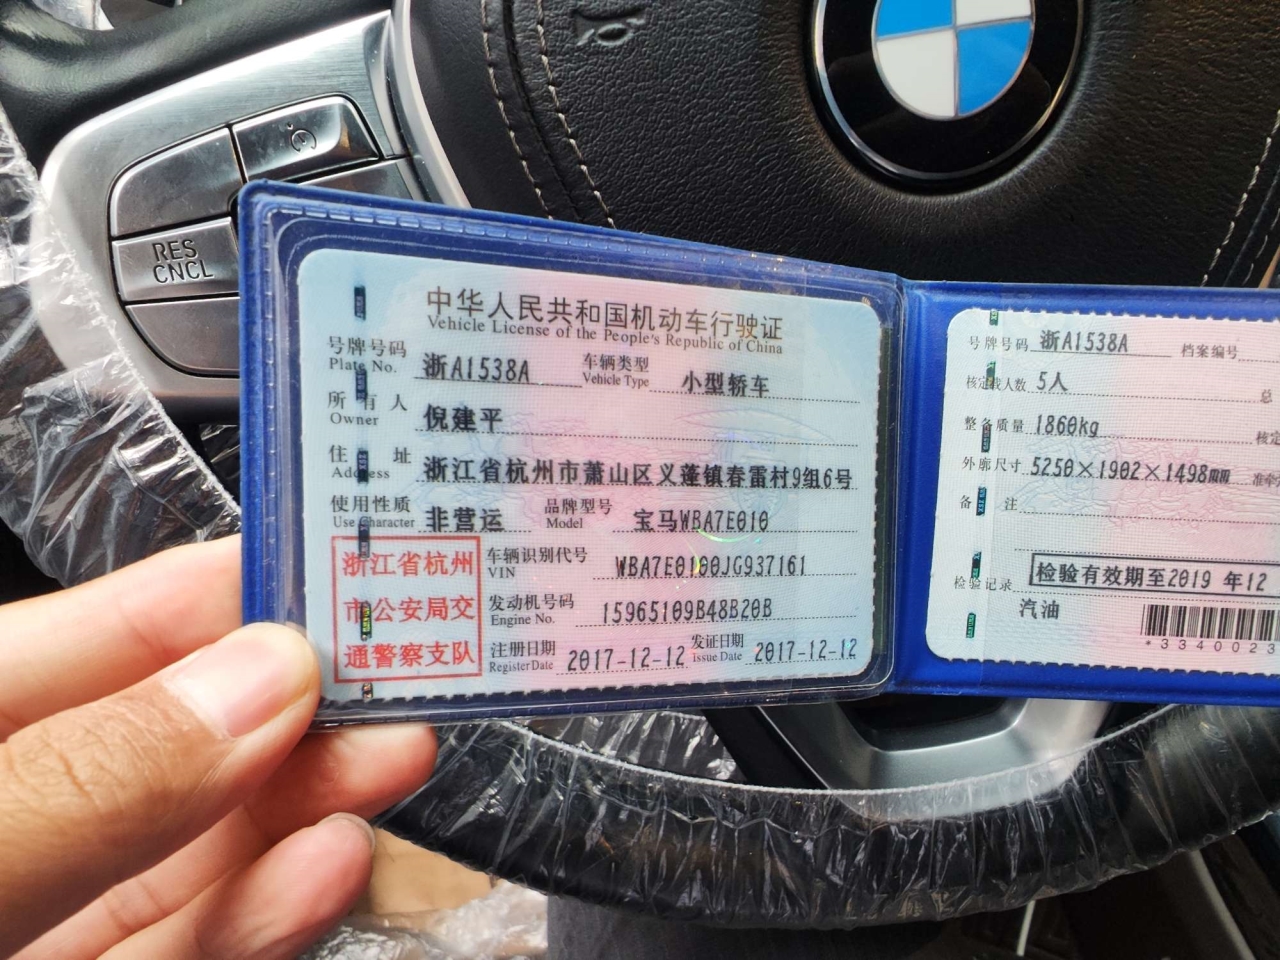 RES
CNCL
中华人民共和国机动车行驶证
Vehicle License of the People's Republic of China
号牌号码 浙A1538A 车辆类型 小型轿车
Plate No. Vehicle Type
所有人 倪建平
Owner
住址 浙江省杭州市萧山区义蓬镇春雷村9组6号
Address
使用性质 非营运 品牌型号 宝马WBA7E010
Use Character Model
浙江省杭州
市公安局交
通警察支队
车辆识别代号 WBA7E0100JG937161
VIN
发动机号码 15965109B48B20B
Engine No.
注册日期 2017-12-12 发证日期 2017-12-12
Register Date Issue Date
号牌号码 浙A1538A 档案编号
核定载人数 5人 总
整备质量 1860kg 核定
外廓尺寸 5250×1902×1498mm 准牵
备注
检验记录 检验有效期至2019 年12
汽油
*3340023